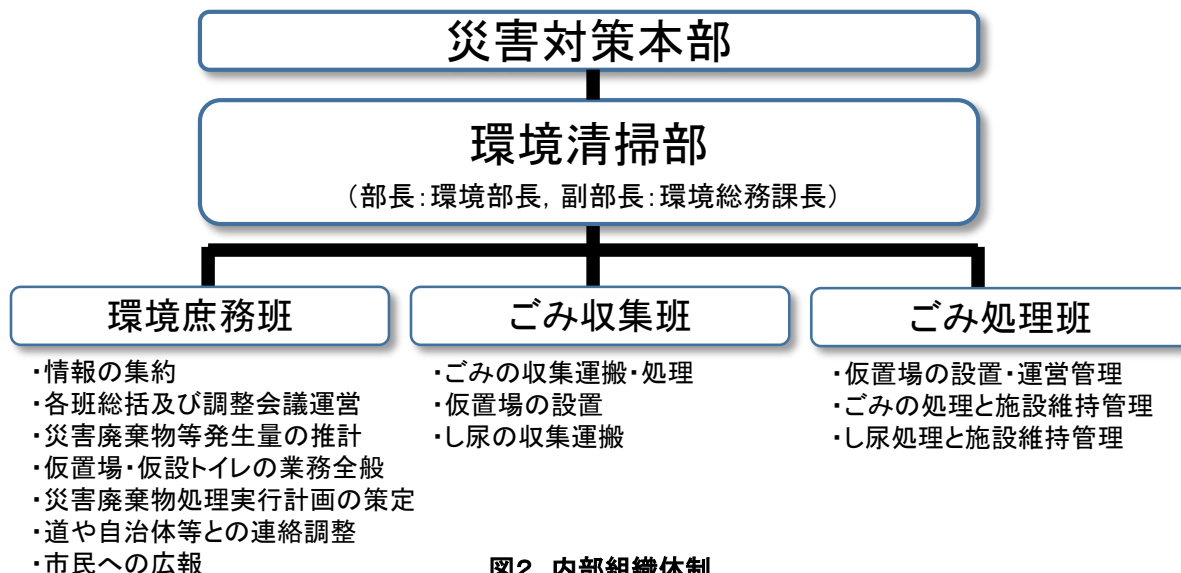 災害対策本部
環境清掃部
（部長：環境部長，副部長：環境総務課長）
環境庶務班
・情報の集約
・各班総括及び調整会議運営
・災害廃棄物等発生量の推計
・仮置場・仮設トイレの業務全般
・災害廃棄物処理実行計画の策定
・道や自治体等との連絡調整
・市民への広報
ごみ収集班
・ごみの収集運搬・処理
・仮置場の設置
・し尿の収集運搬
ごみ処理班
・仮置場の設置・運営管理
・ごみの処理と施設維持管理
・し尿処理と施設維持管理
図２ 内部組織体制